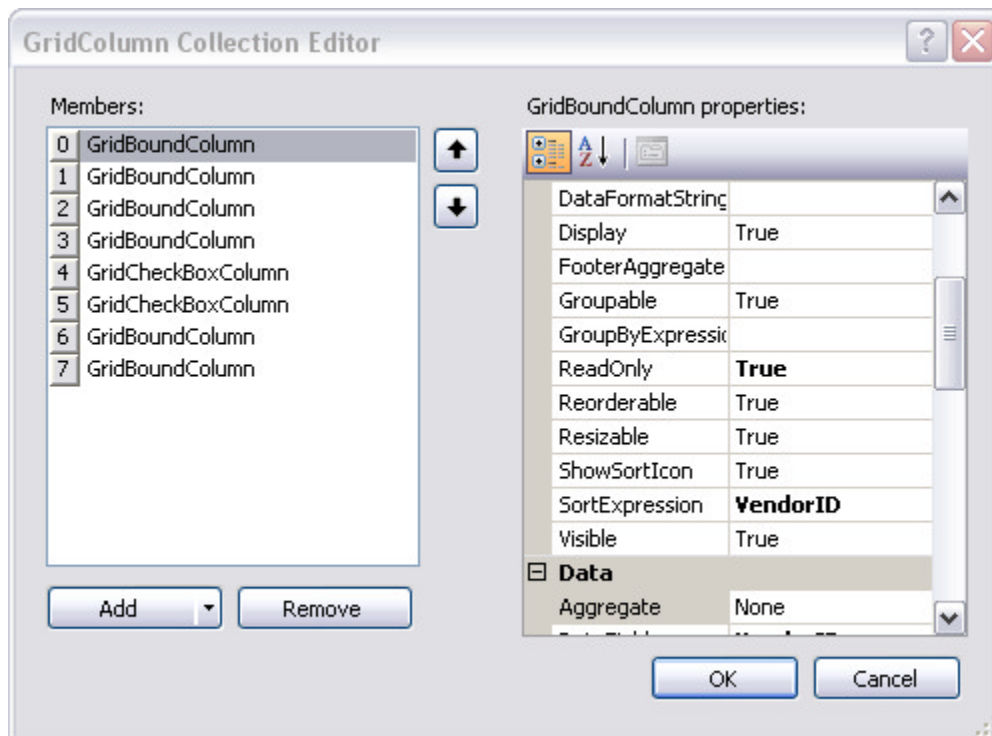 GridColumn Collection Editor
Members:
0 GridBoundColumn
1 GridBoundColumn
2 GridBoundColumn
3 GridBoundColumn
4 GridCheckBoxColumn
5 GridCheckBoxColumn
6 GridBoundColumn
7 GridBoundColumn
Add
Remove
GridBoundColumn properties:
A
Z
DataFormatString
Display True
FooterAggregate
Groupable True
GroupByExpressic
ReadOnly True
Reorderable True
Resizable True
ShowSortIcon True
SortExpression VendorID
Visible True
Data
Aggregate None
OK
Cancel